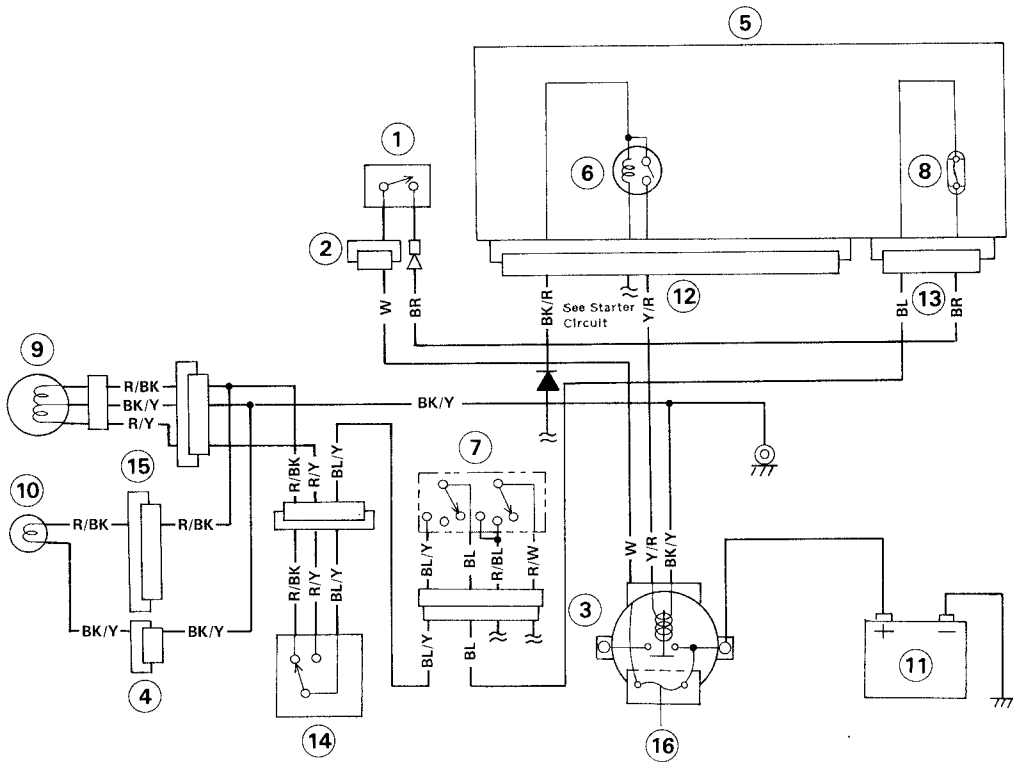 5
1
6
8
2
12
13
W
BR
BK/R
See Starter
Circuit
Y/R
BL
BR
9
R/BK
BK/Y
R/Y
BK/Y
15
7
10
R/BK
R/Y
BL/Y
R/BK
R/BK
BL/Y
BL
R/BL
R/W
W
Y/R
BK/Y
R/BK
R/Y
BL/Y
3
+
−
BK/Y
BK/Y
BL/Y
BL
11
4
14
16